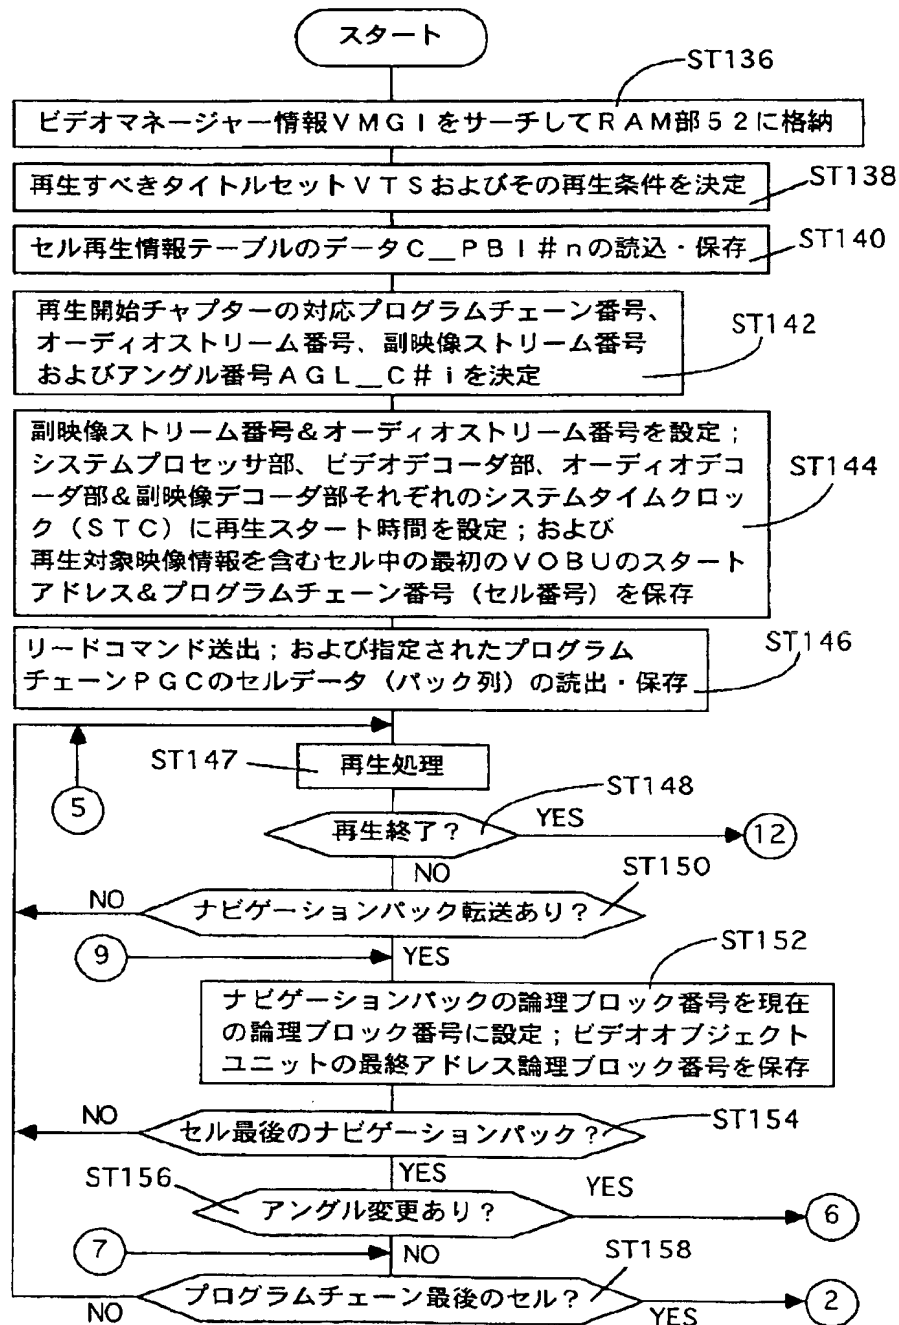 スタート
ST136
ビデオマネージャー情報VMGIをサーチしてRAM部52に格納
再生すべきタイトルセットVTSおよびその再生条件を決定
ST138
セル再生情報テーブルのデータC__PBI#nの読込・保存
ST140
再生開始チャプターの対応プログラムチェーン番号、
オーディオストリーム番号、副映像ストリーム番号
およびアングル番号AGL__C#iを決定
ST142
副映像ストリーム番号&オーディオストリーム番号を設定;
システムプロセッサ部、ビデオデコーダ部、オーディオデコ
ーダ部&副映像デコーダ部それぞれのシステムタイムクロッ
ク(STC)に再生スタート時間を設定;および
再生対象映像情報を含むセル中の最初のVOBUのスタート
アドレス&プログラムチェーン番号(セル番号)を保存
ST144
リードコマンド送出;および指定されたプログラム
チェーンPGCのセルデータ(パック列)の読出・保存
ST146
ST147
再生処理
5
ST148
再生終了?
YES
12
NO
ST150
NO
ナビゲーションパック転送あり?
9
YES
ST152
ナビゲーションパックの論理ブロック番号を現在
の論理ブロック番号に設定;ビデオオブジェクト
ユニットの最終アドレス論理ブロック番号を保存
NO
セル最後のナビゲーションパック?
ST154
YES
ST156
アングル変更あり?
YES
6
7
NO
ST158
プログラムチェーン最後のセル?
NO
YES
2